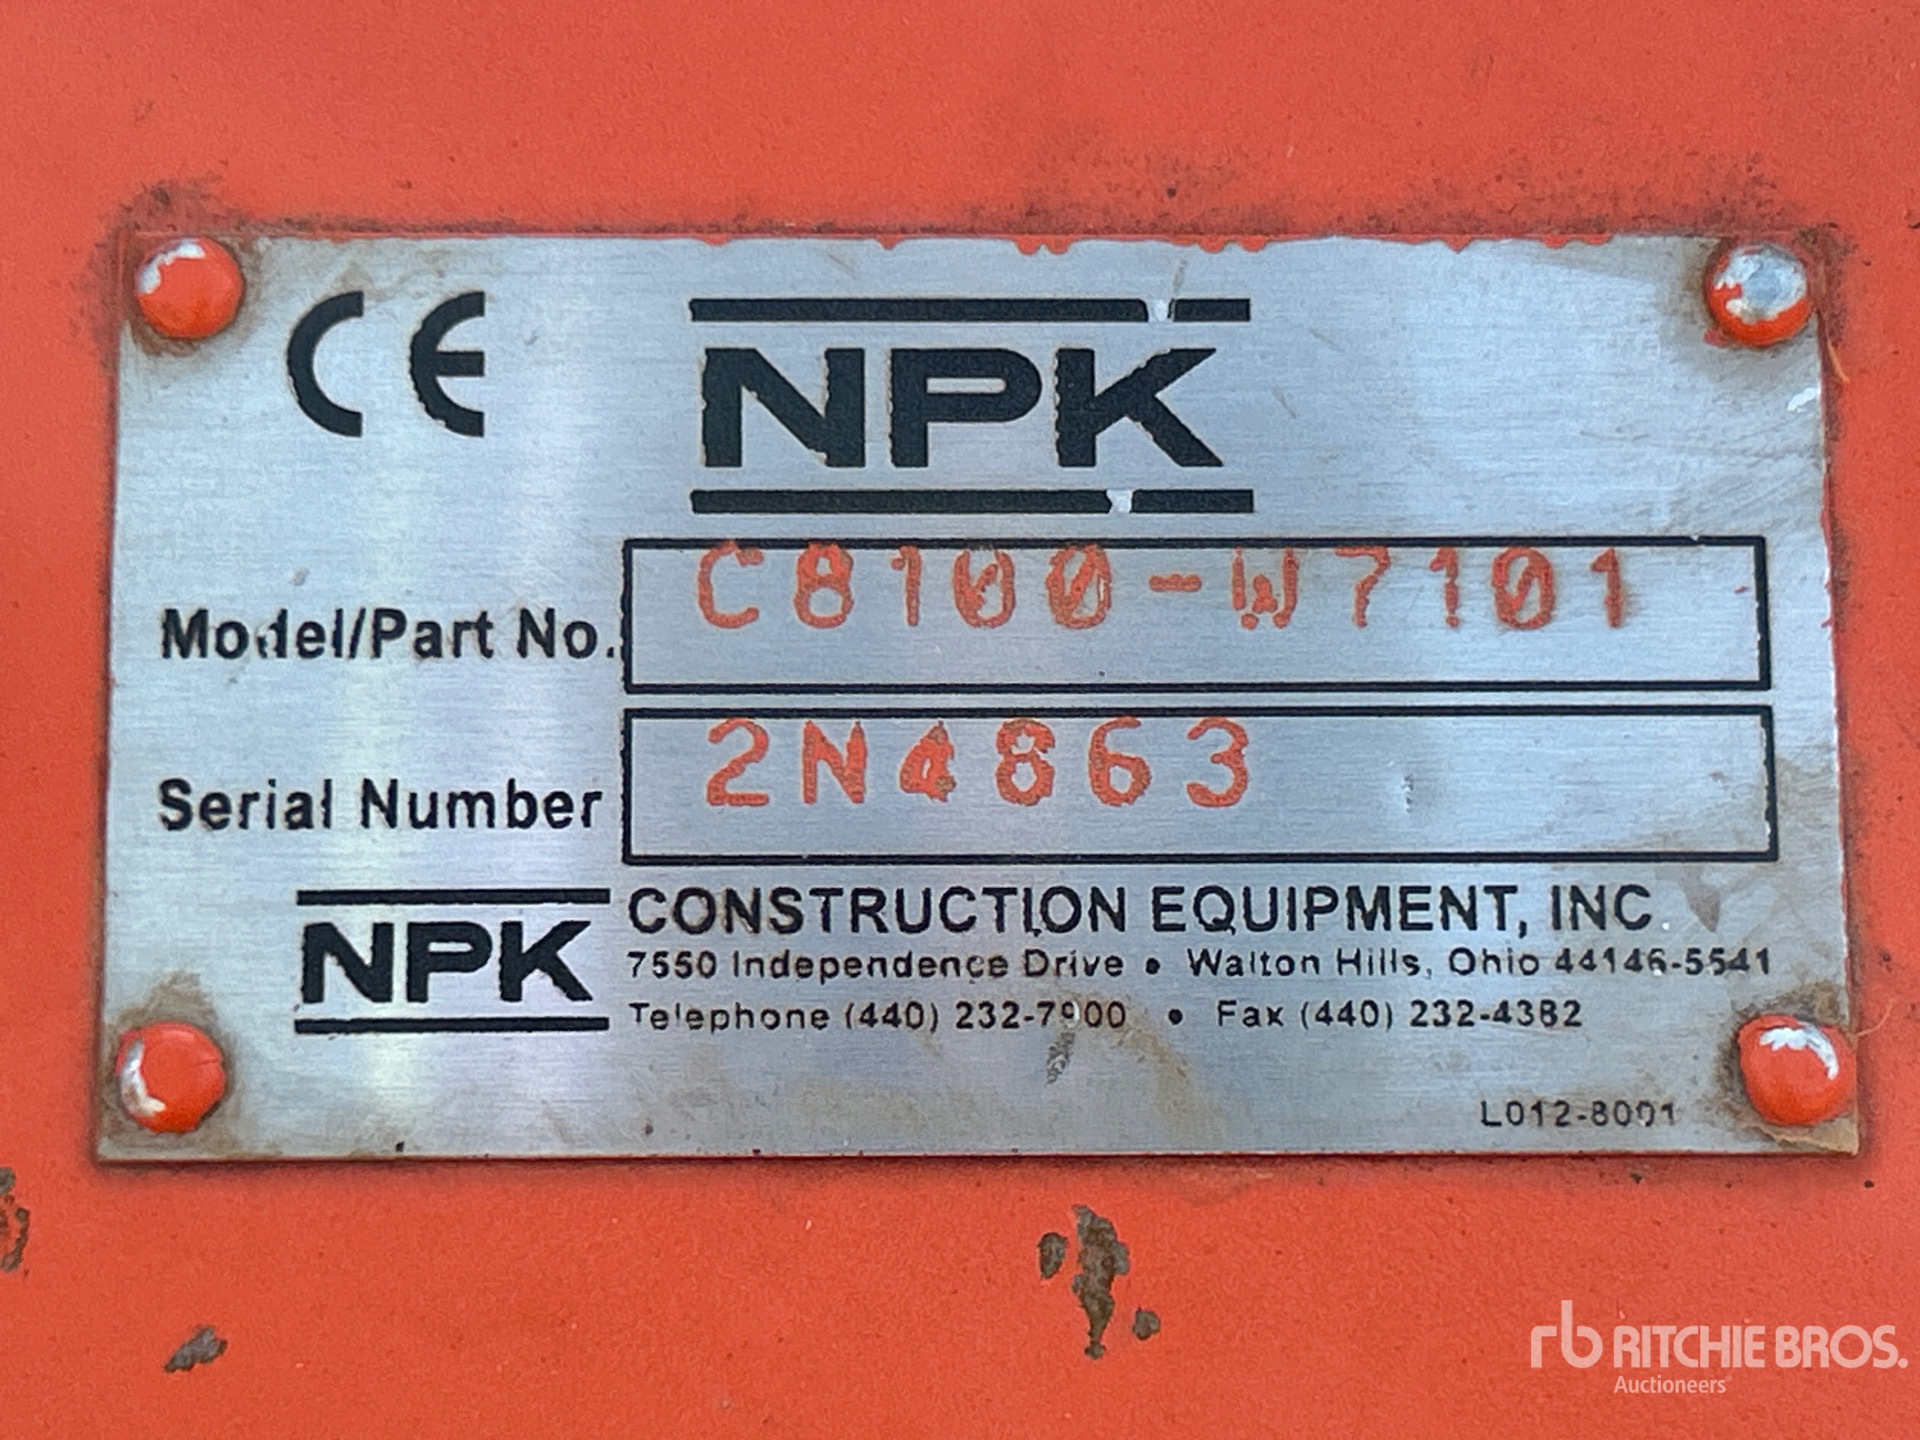 CE NPK
Model/Part No. C8100-W7101
Serial Number 2N4863
NPK CONSTRUCTION EQUIPMENT, INC.
7550 Independence Drive • Walton Hills, Ohio 44146-5541
Telephone (440) 232-7900 • Fax (440) 232-4382
L012-8001
rb RITCHIE BROS.
Auctioneers